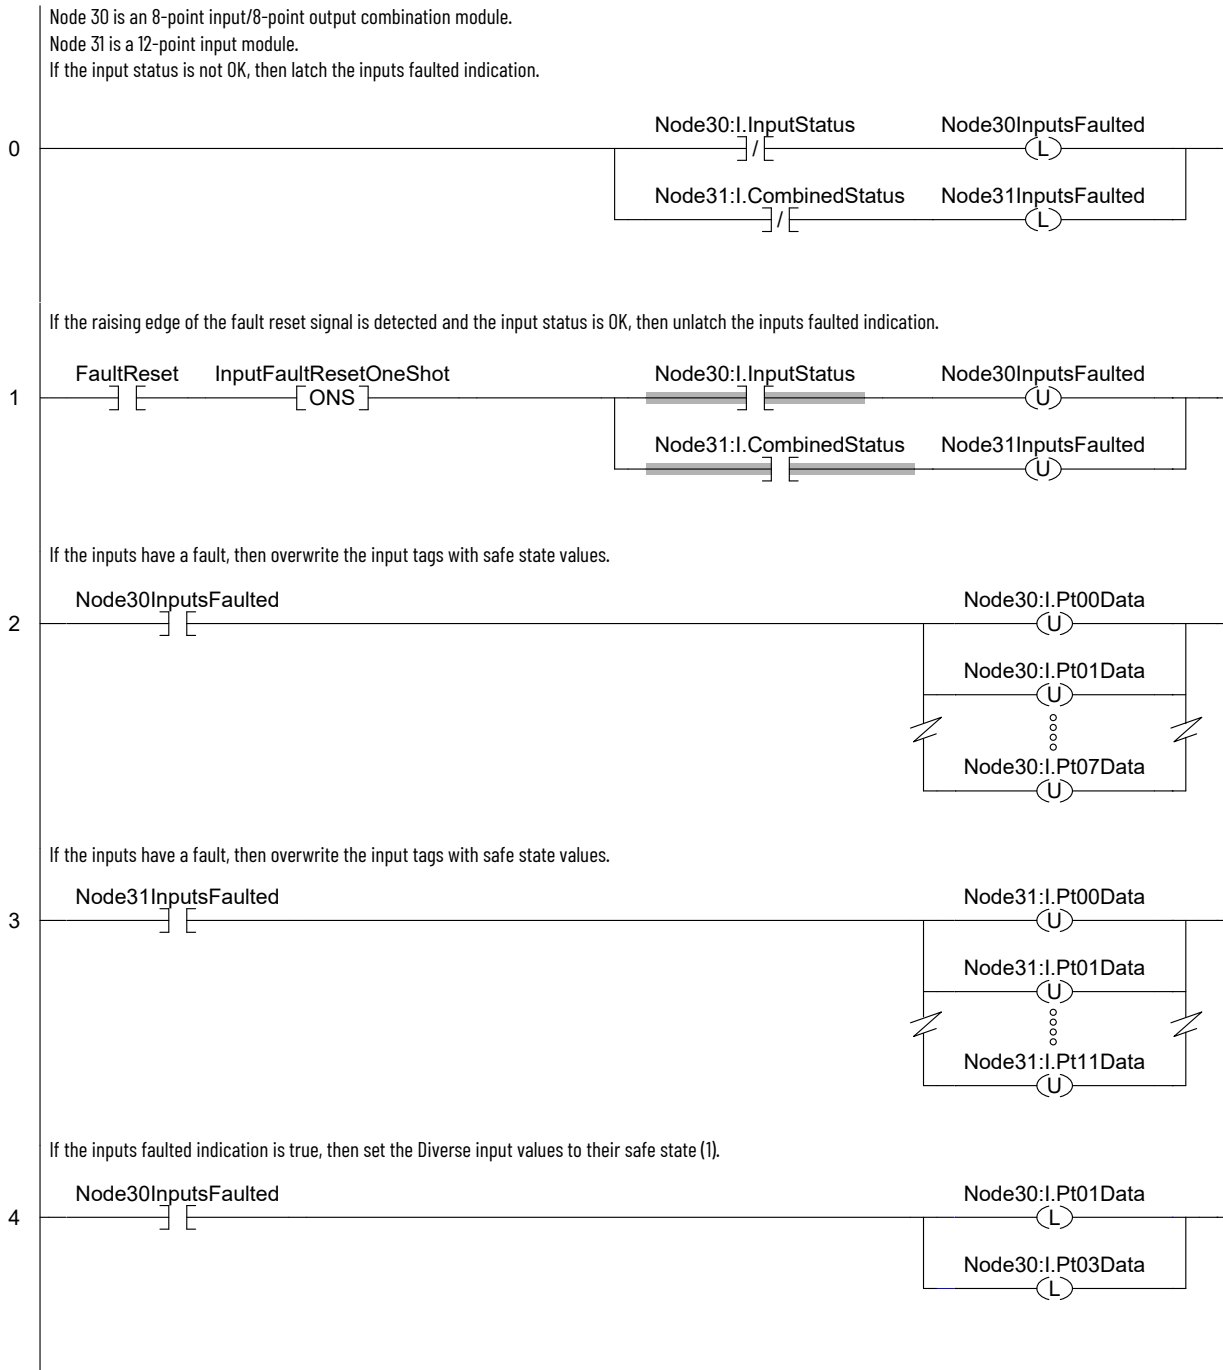 Node 30 is an 8-point input/8-point output combination module.
Node 31 is a 12-point input module.
If the input status is not OK, then latch the inputs faulted indication.
Node30:I.InputStatus Node30InputsFaulted
0 / L
Node31:I.CombinedStatus Node31InputsFaulted
/ L
If the raising edge of the fault reset signal is detected and the input status is OK, then unlatch the inputs faulted indication.
FaultReset InputFaultResetOneShot Node30:I.InputStatus Node30InputsFaulted
1 ONS U
Node31:I.CombinedStatus Node31InputsFaulted
U
If the inputs have a fault, then overwrite the input tags with safe state values.
Node30InputsFaulted Node30:I.Pt00Data
2 U
Node30:I.Pt01Data
U
Node30:I.Pt07Data
U
If the inputs have a fault, then overwrite the input tags with safe state values.
Node31InputsFaulted Node31:I.Pt00Data
3 U
Node31:I.Pt01Data
U
Node31:I.Pt11Data
U
If the inputs faulted indication is true, then set the Diverse input values to their safe state (1).
Node30InputsFaulted Node30:I.Pt01Data
4 L
Node30:I.Pt03Data
L